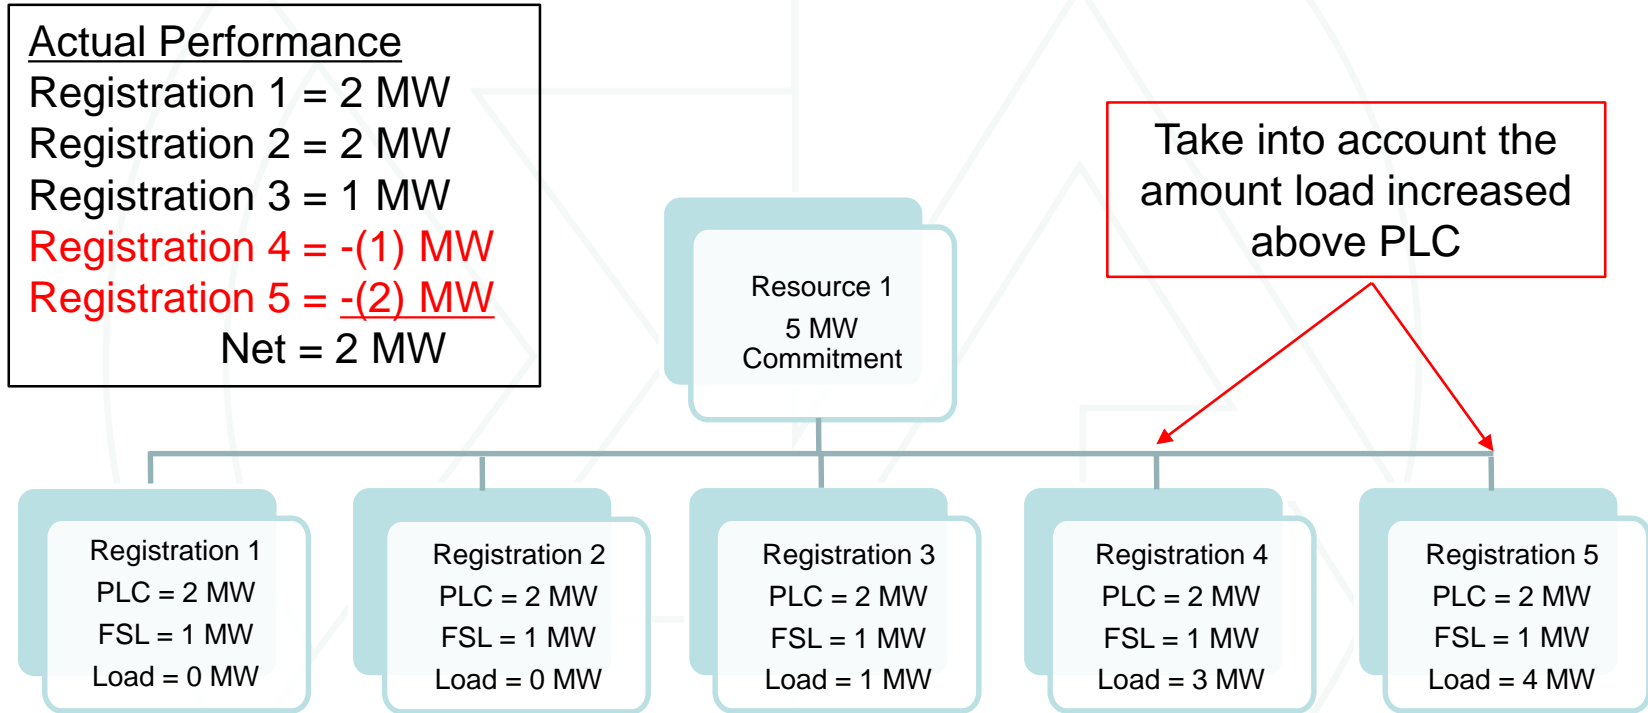 Actual Performance
Registration 1 = 2 MW
Registration 2 = 2 MW
Registration 3 = 1 MW
Registration 4 = -(1) MW
Registration 5 = -(2) MW
Net = 2 MW
Take into account the
amount load increased
above PLC
Resource 1
5 MW
Commitment
Registration 1
PLC = 2 MW
FSL = 1 MW
Load = 0 MW
Registration 2
PLC = 2 MW
FSL = 1 MW
Load = 0 MW
Registration 3
PLC = 2 MW
FSL = 1 MW
Load = 1 MW
Registration 4
PLC = 2 MW
FSL = 1 MW
Load = 3 MW
Registration 5
PLC = 2 MW
FSL = 1 MW
Load = 4 MW